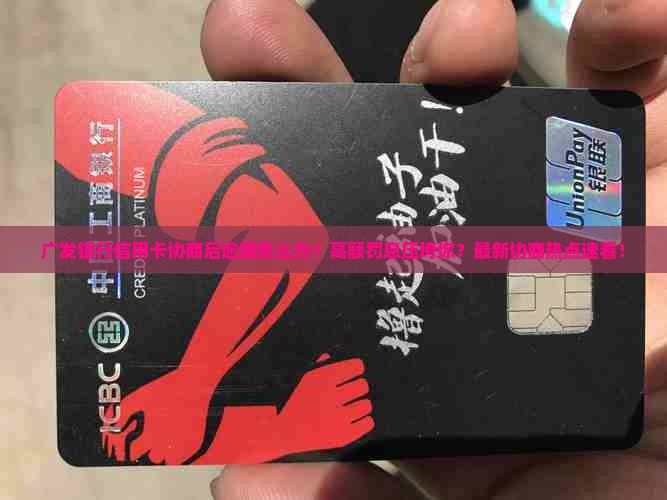 中国工商银行
ICBC
CREDIT PLATINUM
撸起袖子
加油干！
UnionPay
银联
广发银行信用卡协商后逾期怎么办？高额罚息压垮你？最新协商热点速看！